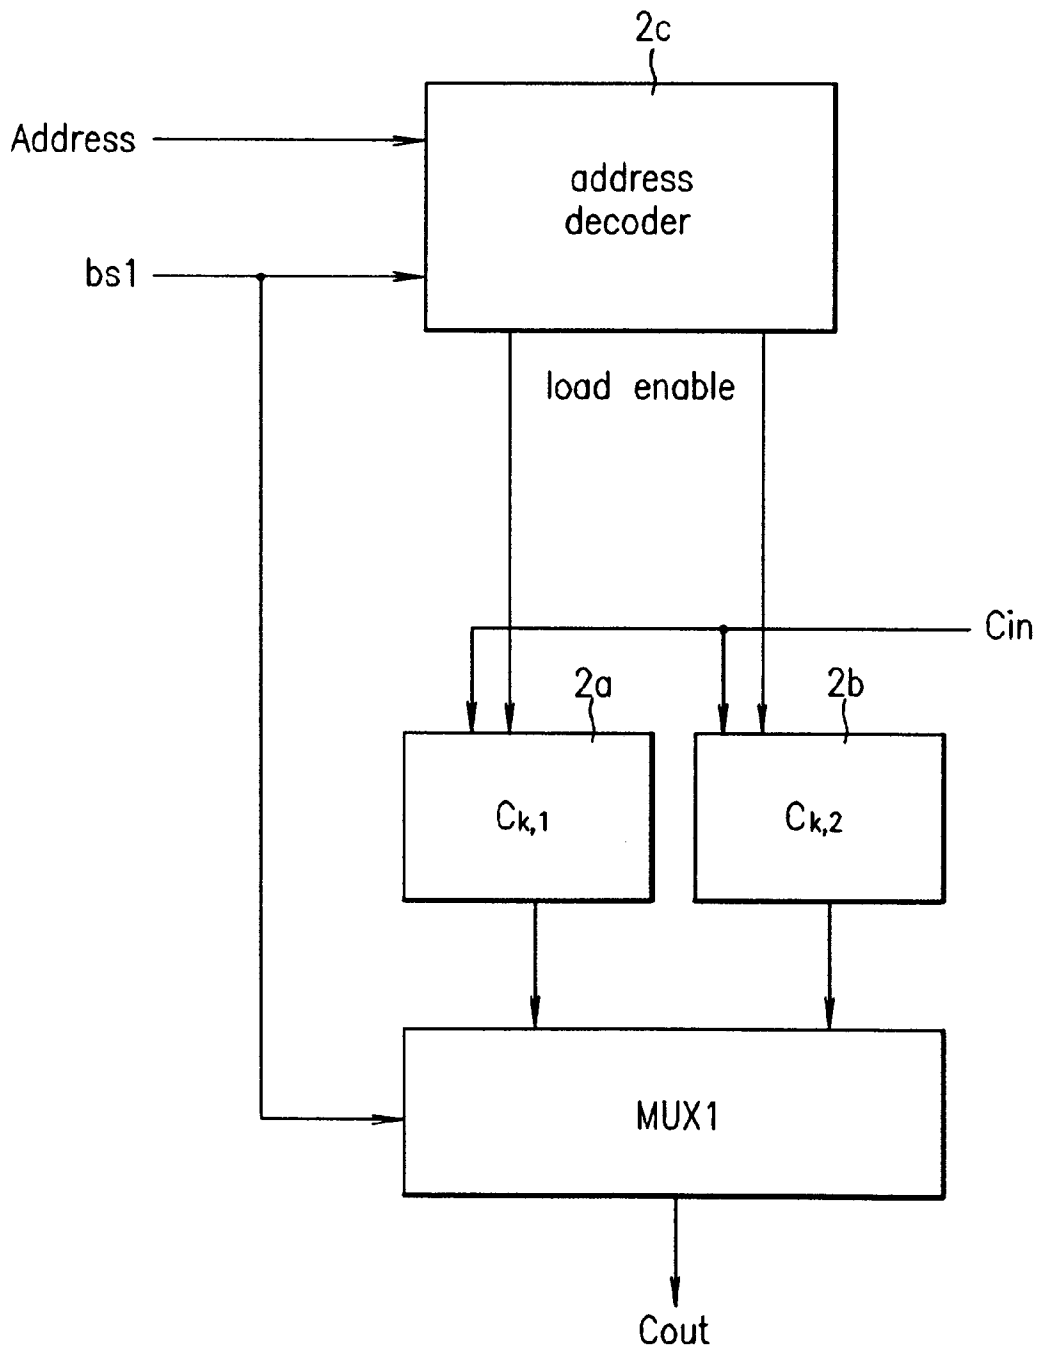 2c
Address
address
decoder
bs1
load enable
Cin
2a
2b
Ck,1
Ck,2
MUX1
Cout